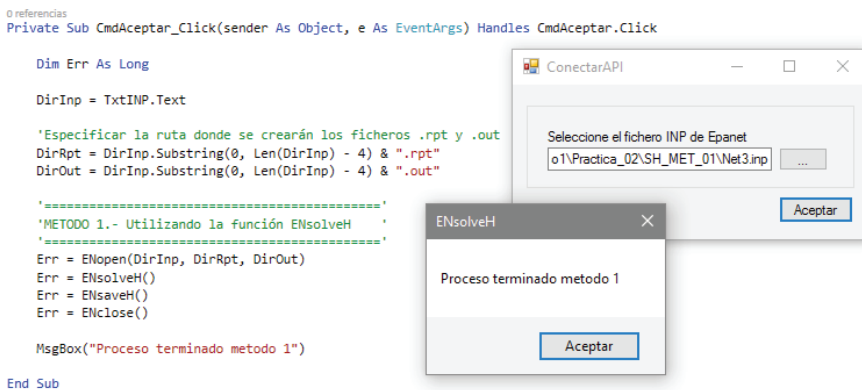 0 referencias
Private Sub CmdAceptar_Click(sender As Object, e As EventArgs) Handles CmdAceptar.Click
Dim Err As Long
DirInp = TxtINP.Text
'Especificar la ruta donde se crearán los ficheros .rpt y .out
DirRpt = DirInp.Substring(0, Len(DirInp) - 4) & ".rpt"
DirOut = DirInp.Substring(0, Len(DirInp) - 4) & ".out"
'============================================='
'METODO 1.- Utilizando la función ENsolveH '
'============================================='
Err = ENopen(DirInp, DirRpt, DirOut)
Err = ENsolveH()
Err = ENsaveH()
Err = ENclose()
MsgBox("Proceso terminado metodo 1")
End Sub
ConectarAPI
Seleccione el fichero INP de Epanet
o1\Practica_02\SH_MET_01\Net3.inp ...
Aceptar
ENsolveH
Proceso terminado metodo 1
Aceptar